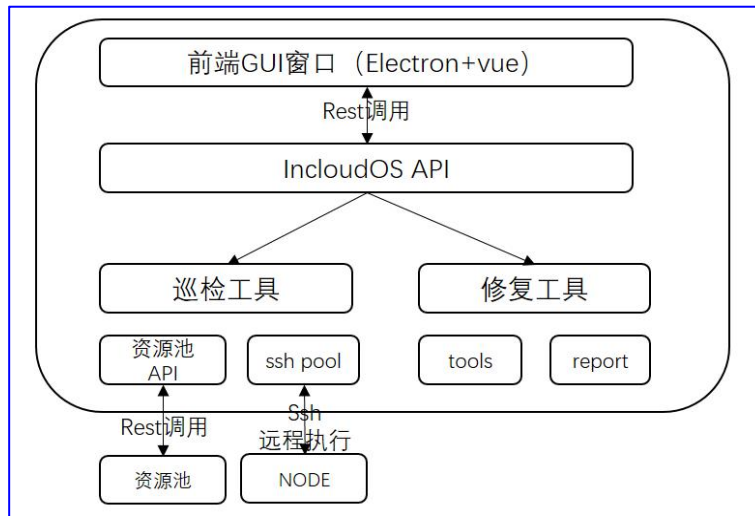 前端GUI窗口（Electron+vue）
Rest调用
IncloudOS API
巡检工具
修复工具
资源池
API
ssh pool
tools
report
Rest调用
Ssh
远程执行
资源池
NODE